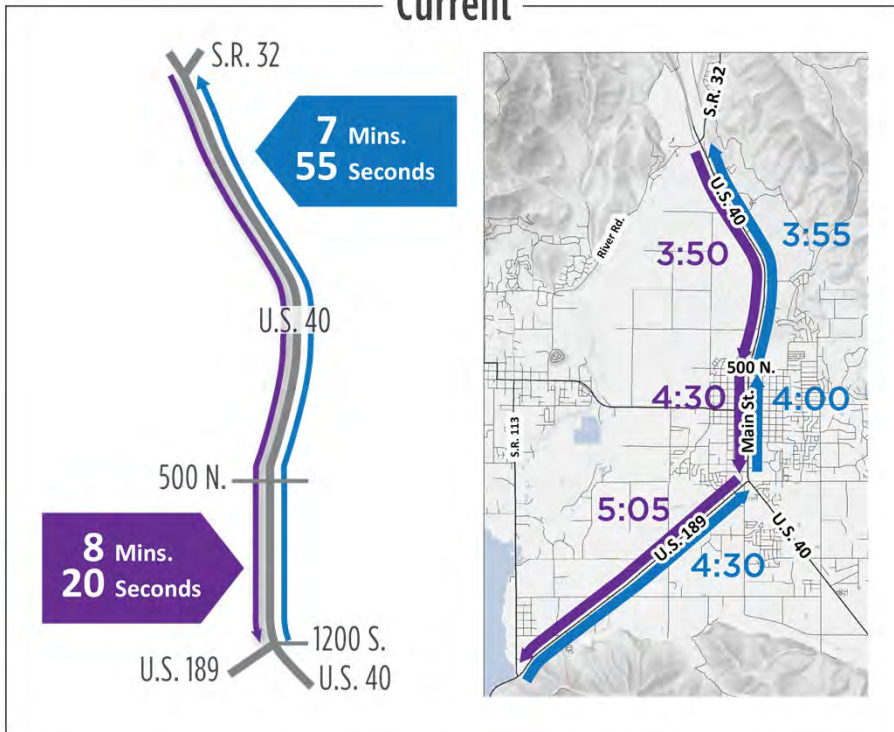 Current
S.R. 32
7 Mins.
55 Seconds
U.S. 40
500 N.
8 Mins.
20 Seconds
1200 S.
U.S. 189
U.S. 40
S.R. 32
U.S. 40
3:55
3:50
River Rd.
500 N.
4:30
4:00
Main St.
S.R. 113
5:05
U.S.-189
4:30
U.S. 40